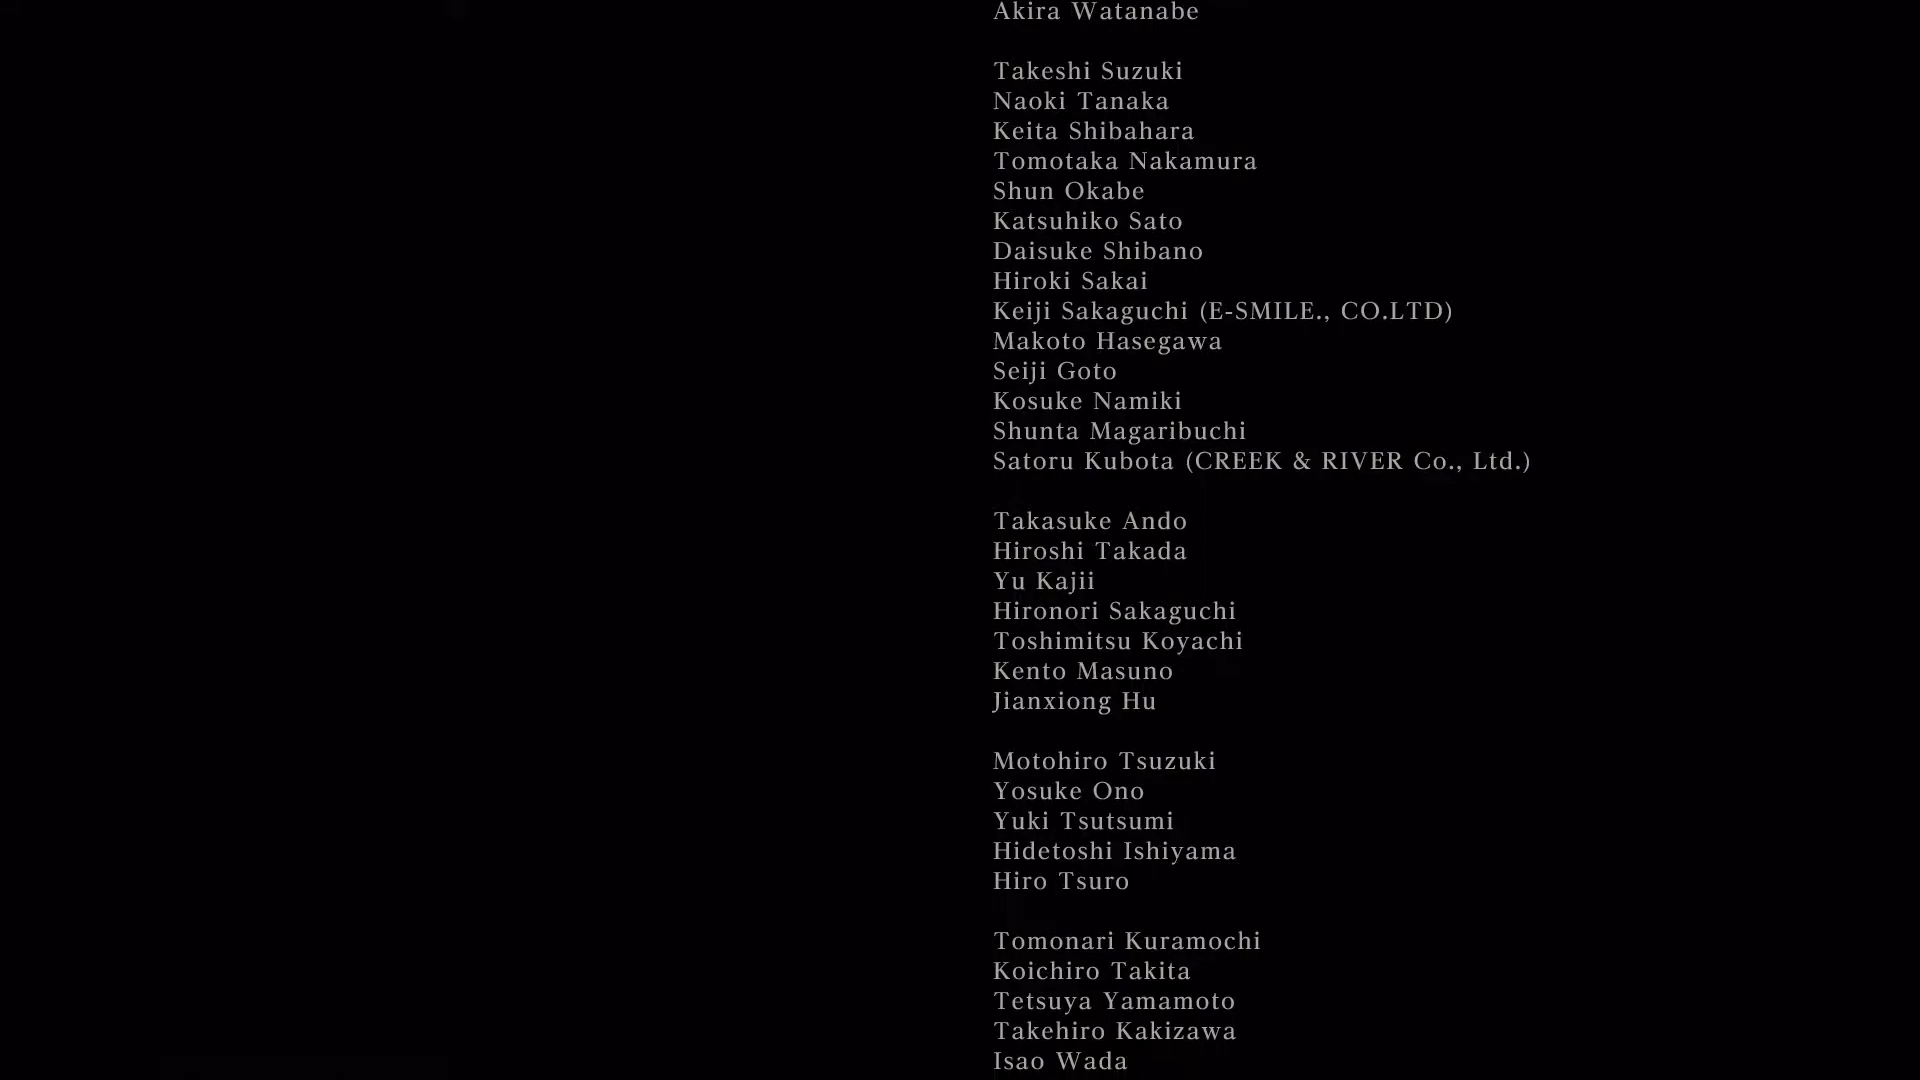 Akira Watanabe
Takeshi Suzuki
Naoki Tanaka
Keita Shibahara
Tomotaka Nakamura
Shun Okabe
Katsuhiko Sato
Daisuke Shibano
Hiroki Sakai
Keiji Sakaguchi (E-SMILE., CO.LTD)
Makoto Hasegawa
Seiji Goto
Kosuke Namiki
Shunta Magaribuchi
Satoru Kubota (CREEK & RIVER Co., Ltd.)
Takasuke Ando
Hiroshi Takada
Yu Kajii
Hironori Sakaguchi
Toshimitsu Koyachi
Kento Masuno
Jianxiong Hu
Motohiro Tsuzuki
Yosuke Ono
Yuki Tsutsumi
Hidetoshi Ishiyama
Hiro Tsuro
Tomonari Kuramochi
Koichiro Takita
Tetsuya Yamamoto
Takehiro Kakizawa
Isao Wada